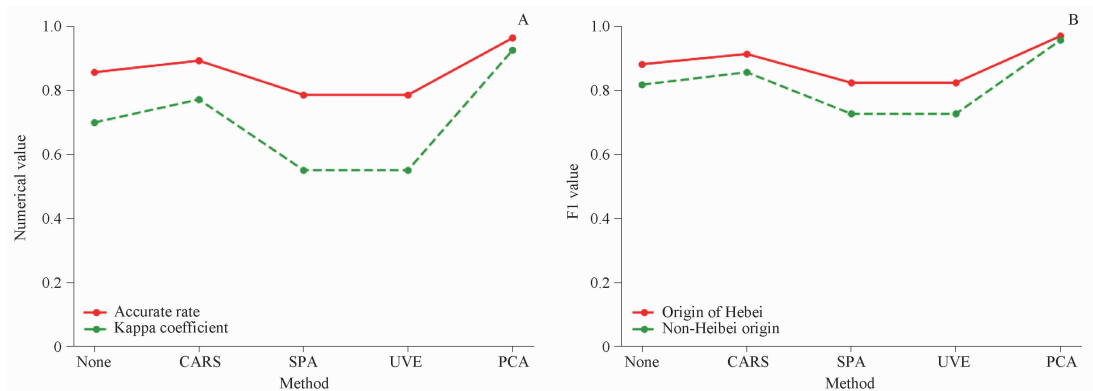 A
1.0
0.8
0.6
0.4
0.2
0
Numerical value
Accurate rate
Kappa coefficient
None CARS SPA UVE PCA
Method
B
1.0
0.8
0.6
0.4
0.2
0
F1 value
Origin of Hebei
Non-Heibei origin
None CARS SPA UVE PCA
Method